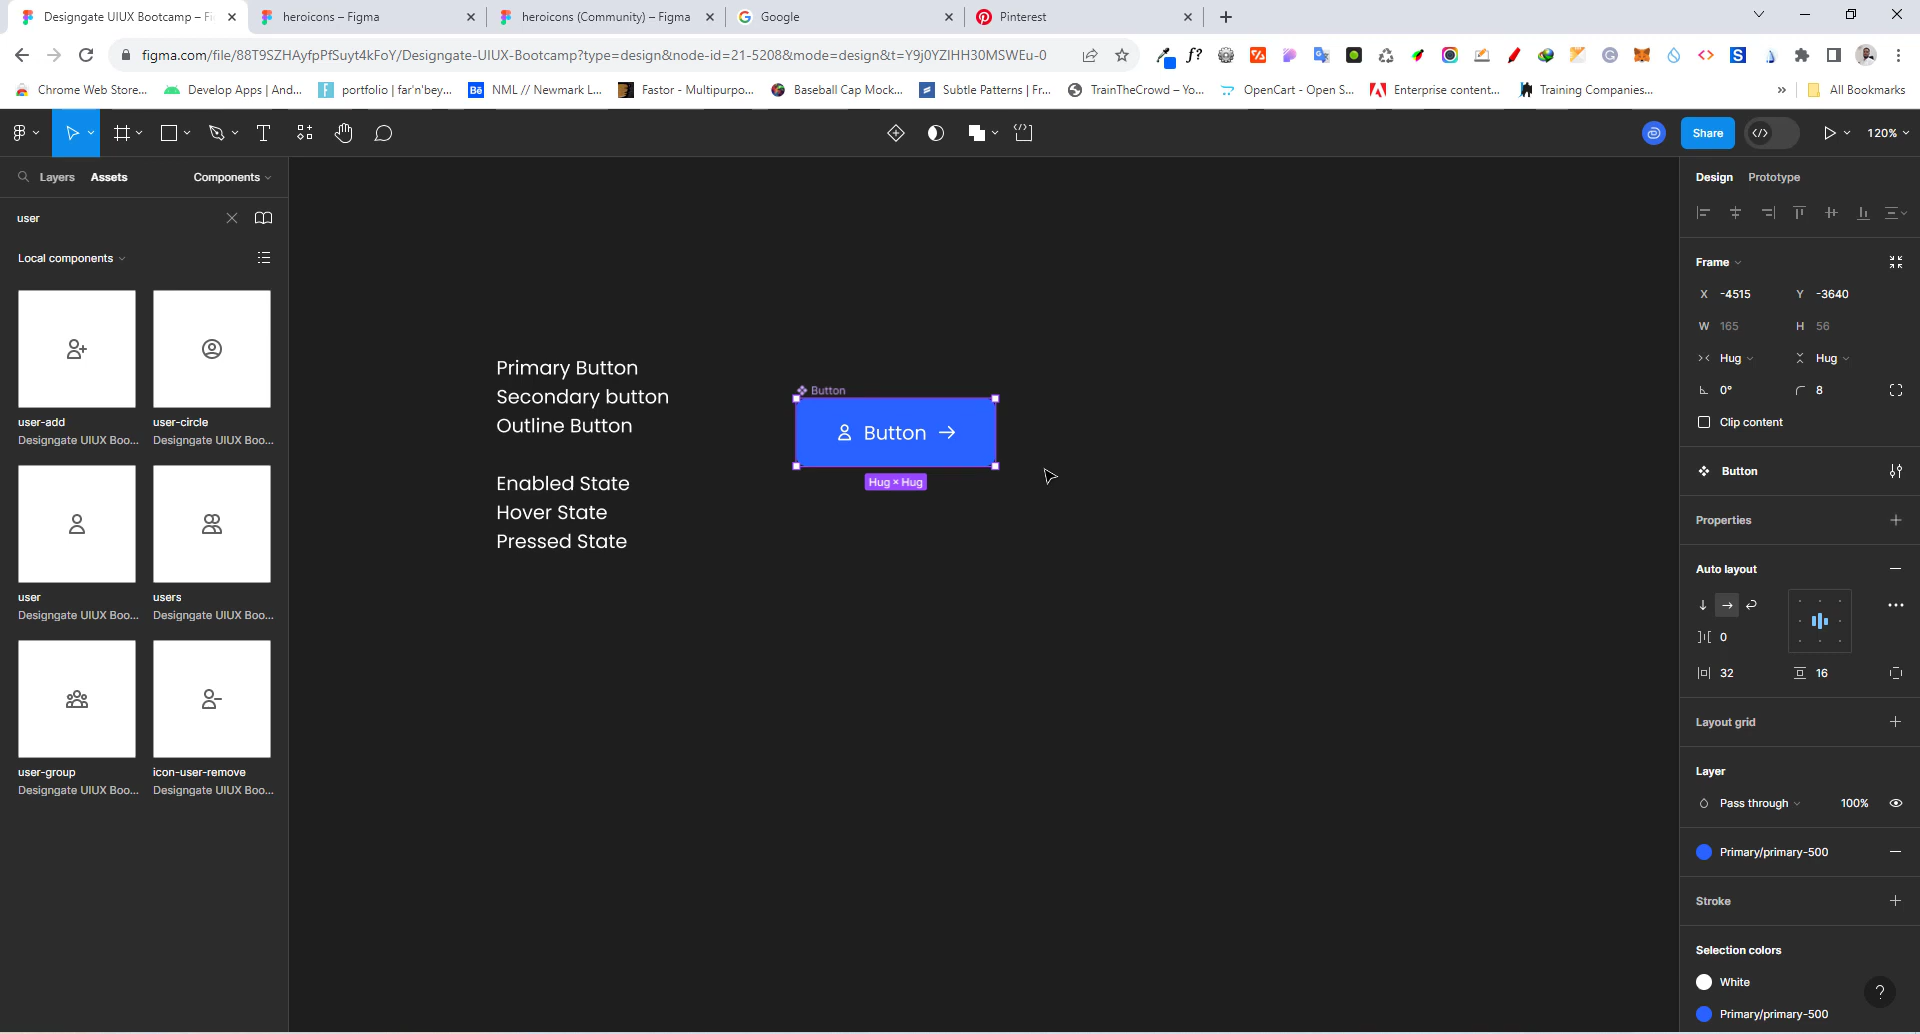 Designgate UIUX Bootcamp – Fi
heroicons – Figma
heroicons (Community) – Figma
Google
Pinterest
figma.com/file/88T9SZHAyfpPfSuyt4kFoY/Designgate-UIUX-Bootcamp?type=design&node-id=21-5208&mode=design&t=Y9j0YZIHH30MSWEu-0
Chrome Web Store...
Develop Apps | And...
portfolio | far'n'bey...
NML // Newmark L...
Fastor - Multipurpo...
Baseball Cap Mock...
Subtle Patterns | Fr...
TrainTheCrowd – Yo...
OpenCart - Open S...
Enterprise content...
Training Companies...
»
All Bookmarks
Share
120%
Layers
Assets
Components
user
Local components
user-add
Designgate UIUX Boo...
user-circle
Designgate UIUX Boo...
user
Designgate UIUX Boo...
users
Designgate UIUX Boo...
user-group
Designgate UIUX Boo...
icon-user-remove
Designgate UIUX Boo...
Primary Button
Secondary button
Outline Button
Enabled State
Hover State
Pressed State
Button
Button
Hug × Hug
Design
Prototype
Frame
X -4515
Y -3640
W 165
H 56
Hug
Hug
0°
8
Clip content
Button
Properties
Auto layout
0
32
16
Layout grid
Layer
Pass through
100%
Primary/primary-500
Stroke
Selection colors
White
Primary/primary-500
?